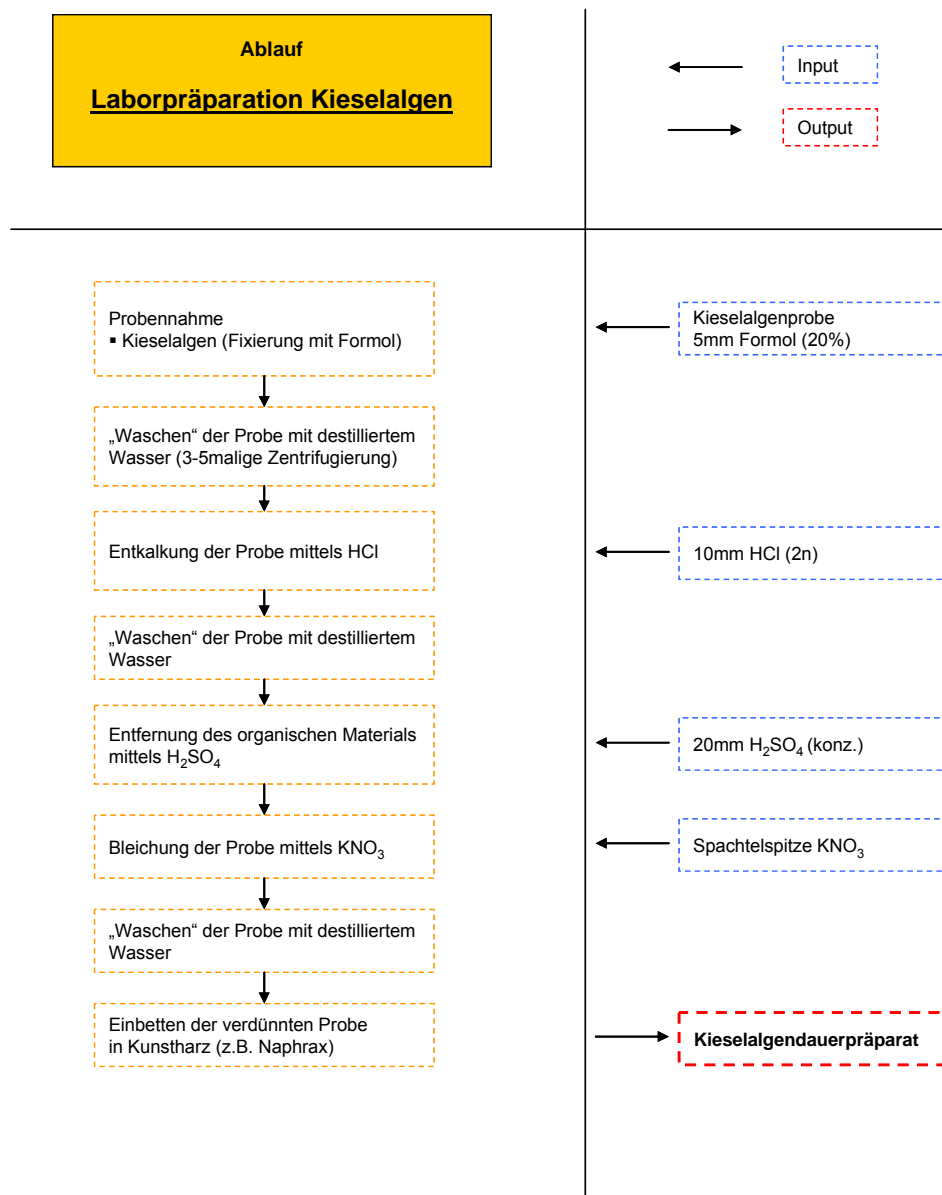 Ablauf
Laborpräparation Kieselalgen
Input
Output
Probennahme
▪ Kieselalgen (Fixierung mit Formol)
Kieselalgenprobe
5mm Formol (20%)
„Waschen“ der Probe mit destilliertem
Wasser (3-5malige Zentrifugierung)
Entkalkung der Probe mittels HCl
10mm HCl (2n)
„Waschen“ der Probe mit destilliertem
Wasser
Entfernung des organischen Materials
mittels H₂SO₄
20mm H₂SO₄ (konz.)
Bleichung der Probe mittels KNO₃
Spachtelspitze KNO₃
„Waschen“ der Probe mit destilliertem
Wasser
Einbetten der verdünnten Probe
in Kunstharz (z.B. Naphrax)
Kieselalgendauerpräparat